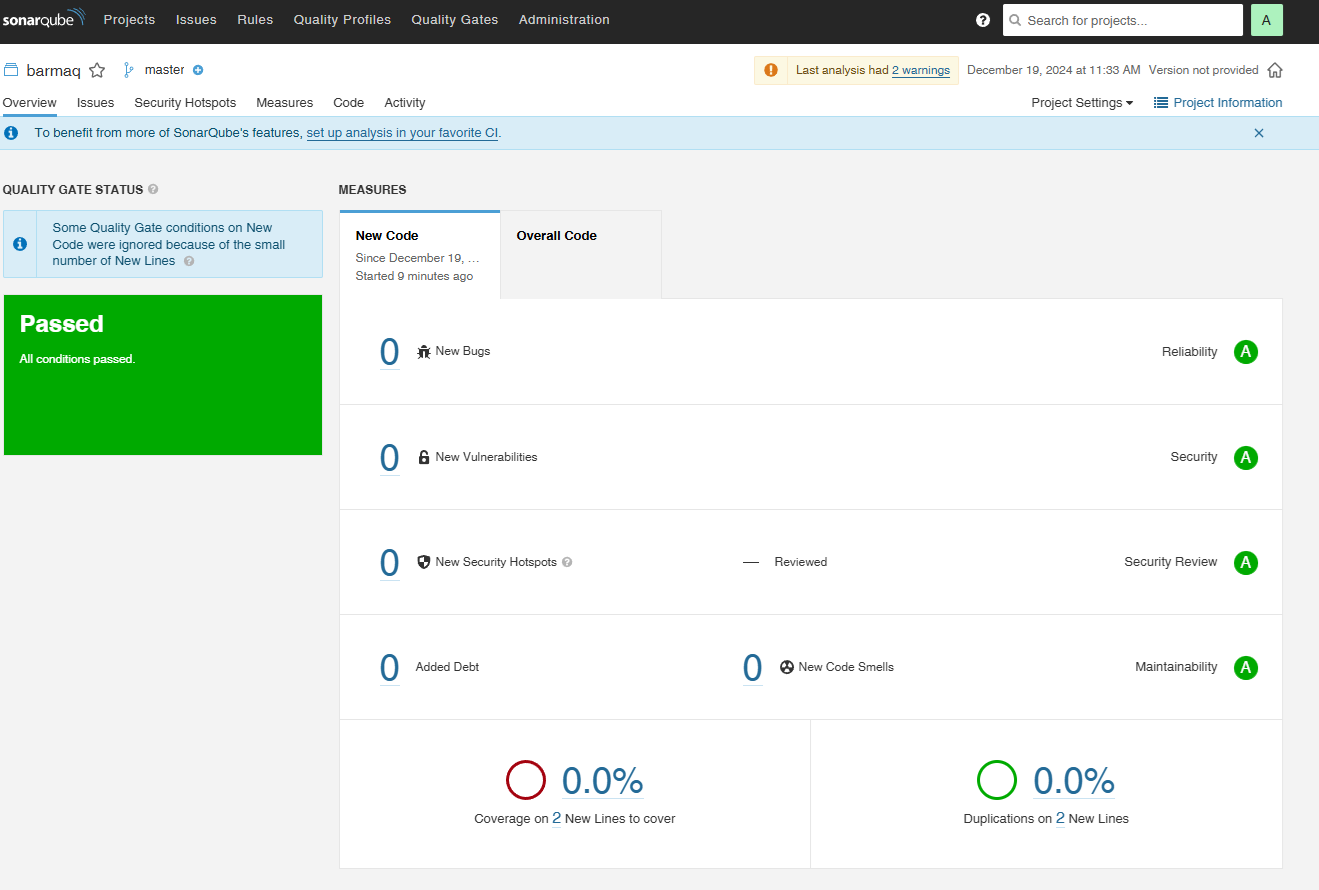 sonarqube Projects Issues Rules Quality Profiles Quality Gates Administration ? Search for projects... A
barmaq master Last analysis had 2 warnings December 19, 2024 at 11:33 AM Version not provided
Overview Issues Security Hotspots Measures Code Activity Project Settings Project Information
To benefit from more of SonarQube's features, set up analysis in your favorite CI.
QUALITY GATE STATUS ?
Some Quality Gate conditions on New
Code were ignored because of the small
number of New Lines ?
Passed
All conditions passed.
MEASURES
New Code
Since December 19, ...
Started 9 minutes ago
Overall Code
0 New Bugs Reliability A
0 New Vulnerabilities Security A
0 New Security Hotspots ? — Reviewed Security Review A
0 Added Debt 0 New Code Smells Maintainability A
0.0%
Coverage on 2 New Lines to cover
0.0%
Duplications on 2 New Lines